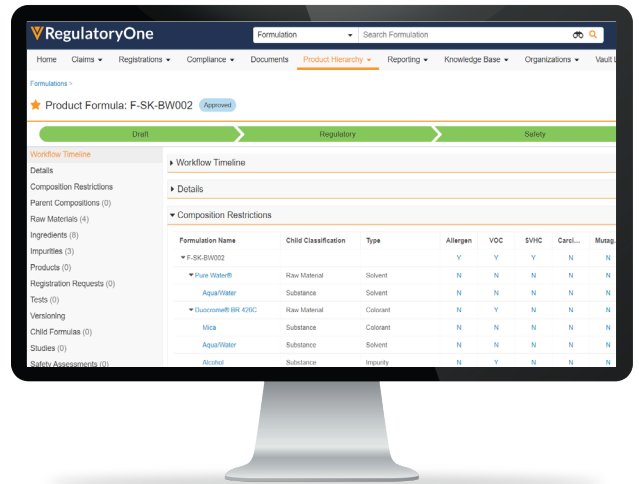 RegulatoryOne
Formulation Search Formulation
Home Claims Registrations Compliance Documents Product Hierarchy Reporting Knowledge Base Organizations Vault
Formulations >
Product Formula: F-SK-BW002 Approved
Draft Regulatory Safety
Workflow Timeline
Details
Composition Restrictions
Parent Compositions (0)
Raw Materials (4)
Ingredients (8)
Impurities (3)
Products (0)
Registration Requests (0)
Tests (0)
Versioning
Child Formulas (0)
Studies (0)
Safety Assessments (0)
Workflow Timeline
Details
Composition Restrictions
Formulation Name Child Classification Type Allergen VOC SVHC Carci... Mutag...
F-SK-BW002 Y Y Y N N
Pure Water® Raw Material Solvent N N N N N
Aqua/Water Substance Solvent N N N N N
Duocrome® BR 426C Raw Material Colorant N Y N N N
Mica Substance Colorant N N N N N
Aqua/Water Substance Solvent N N N N N
Alcohol Substance Impurity N Y N N N